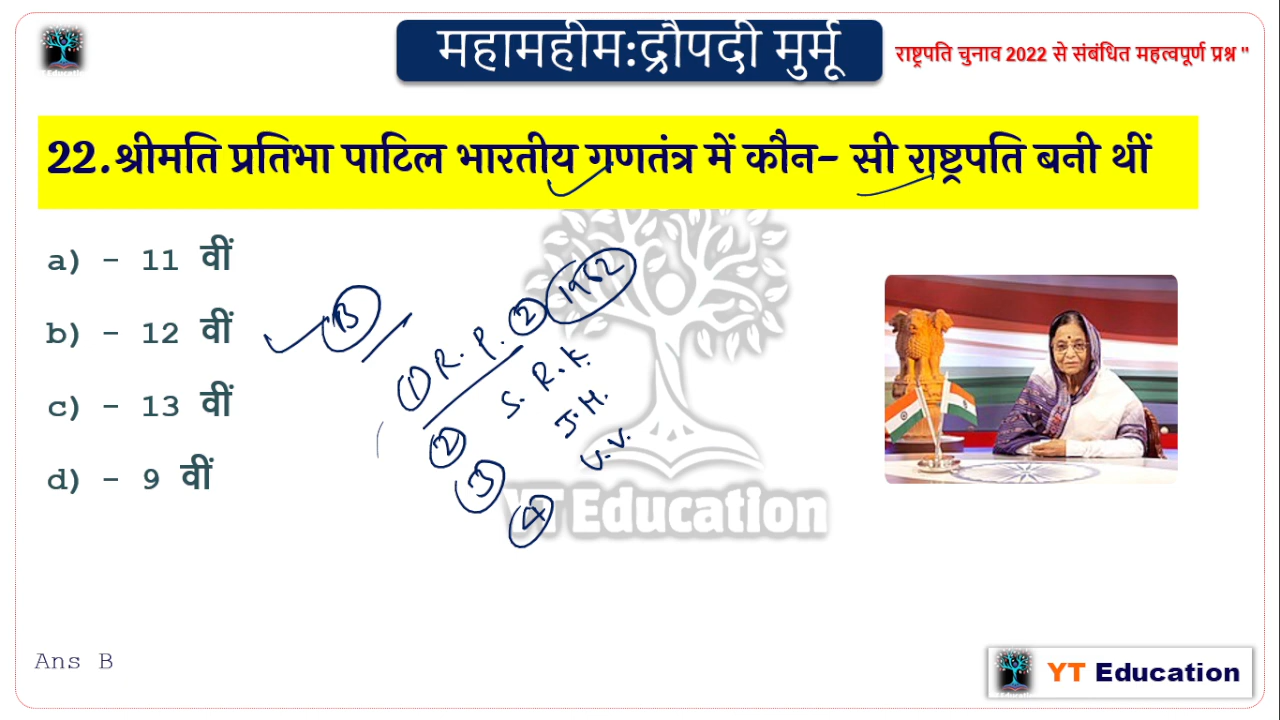 महामहीम:द्रौपदी मुर्मू
राष्ट्रपति चुनाव 2022 से संबंधित महत्वपूर्ण प्रश्न "
22.श्रीमति प्रतिभा पाटिल भारतीय गणतंत्र में कौन- सी राष्ट्रपति बनी थीं
a) - 11 वीं
b) - 12 वीं
c) - 13 वीं
d) - 9 वीं
B
1 R. P. 2 1952
2 S. R. K.
3 J. H.
4 V. V.
YT Education
Ans B
YT Education